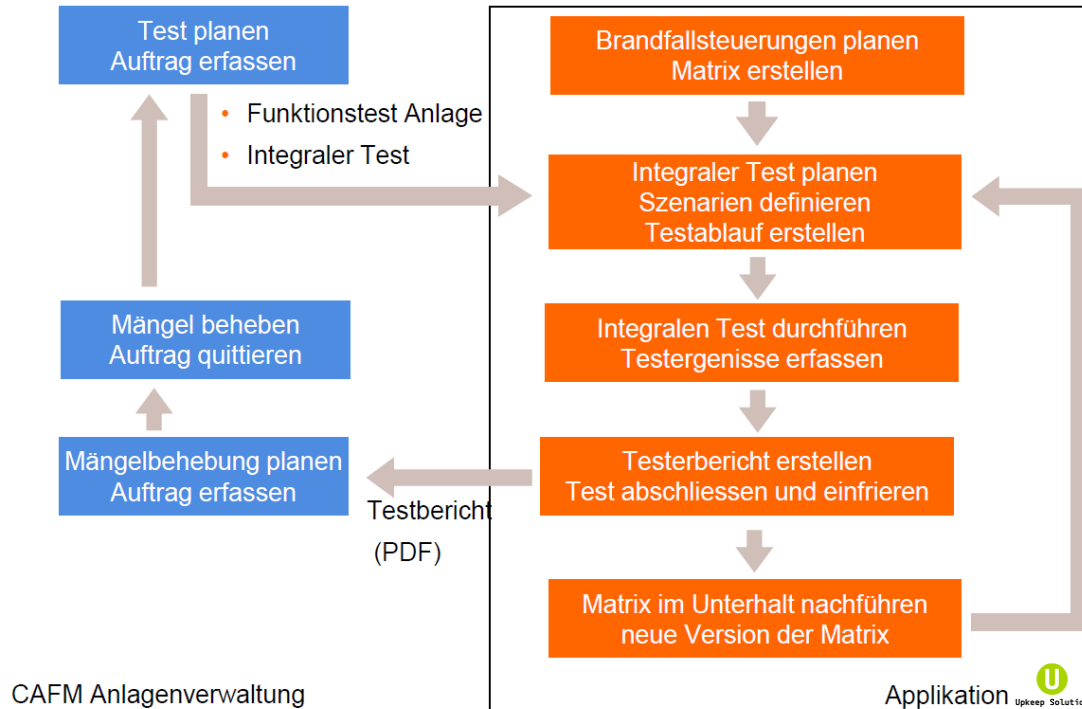 Test planen
Auftrag erfassen
• Funktionstest Anlage
• Integraler Test
Mängel beheben
Auftrag quittieren
Mängelbehebung planen
Auftrag erfassen
Testbericht
(PDF)
CAFM Anlagenverwaltung
Brandfallsteuerungen planen
Matrix erstellen
Integraler Test planen
Szenarien definieren
Testablauf erstellen
Integralen Test durchführen
Testergenisse erfassen
Testerbericht erstellen
Test abschliessen und einfrieren
Matrix im Unterhalt nachführen
neue Version der Matrix
Applikation
U
Upkeep Solutio